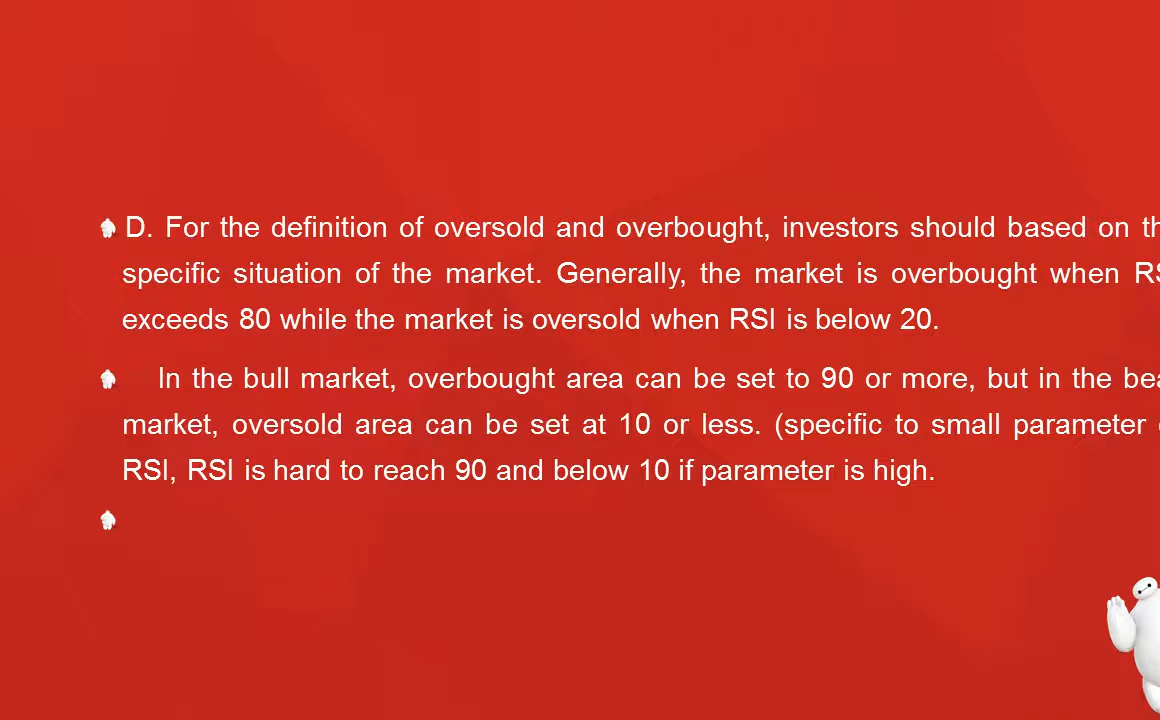 D. For the definition of oversold and overbought, investors should based on
specific situation of the market. Generally, the market is overbought when
exceeds 80 while the market is oversold when RSI is below 20.
In the bull market, overbought area can be set to 90 or more, but in the
market, oversold area can be set at 10 or less. (specific to small parameter
RSI, RSI is hard to reach 90 and below 10 if parameter is high.